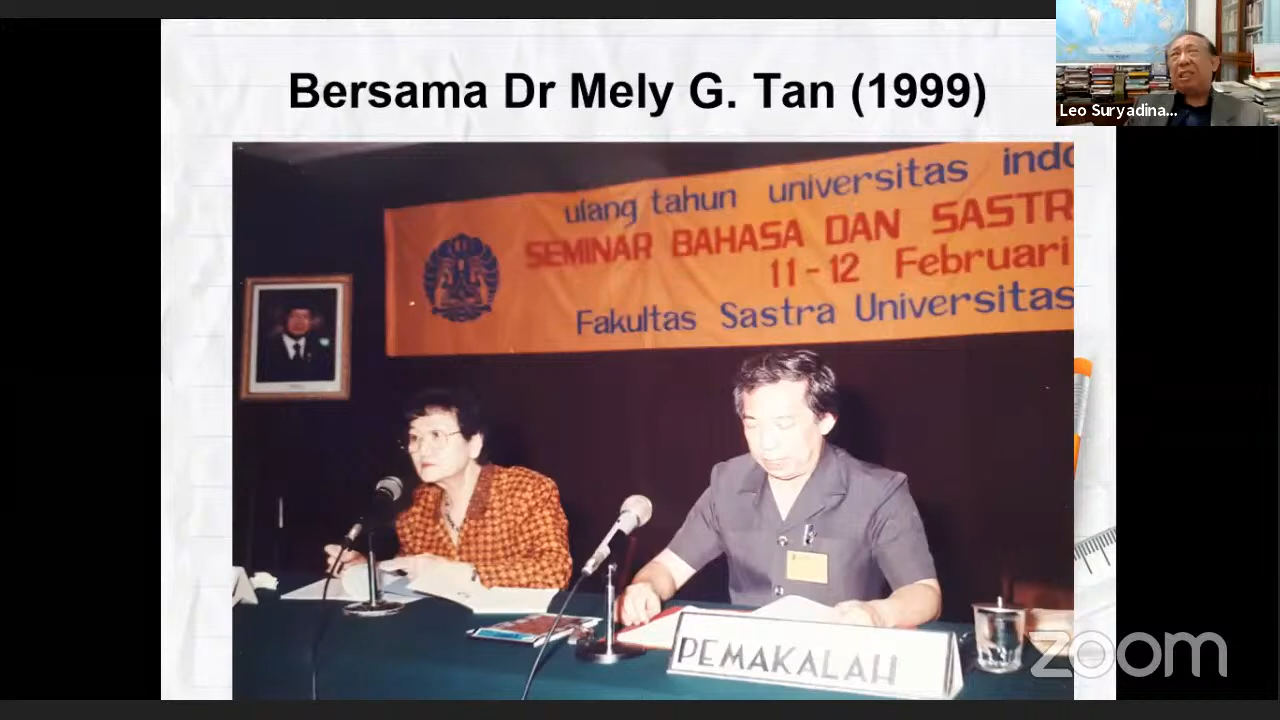 Bersama Dr Mely G. Tan (1999)
Leo Suryadina...
ulang tahun universitas indo
SEMINAR BAHASA DAN SASTR
11-12 Februari
Fakultas Sastra Universitas
PEMAKALAH
zoom